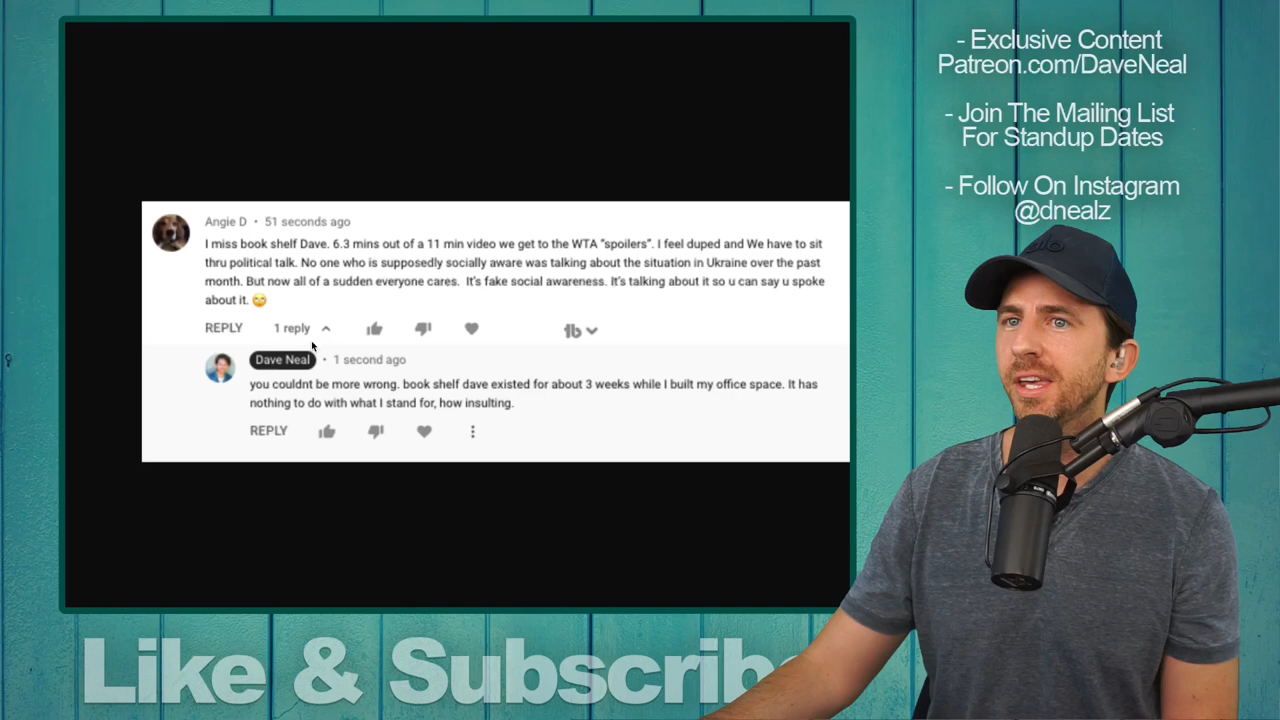 - Exclusive Content
Patreon.com/DaveNeal
- Join The Mailing List
For Standup Dates
- Follow On Instagram
@dnealz
Angie D • 51 seconds ago
I miss book shelf Dave. 6.3 mins out of a 11 min video we get to the WTA "spoilers". I feel duped and We have to sit
thru political talk. No one who is supposedly socially aware was talking about the situation in Ukraine over the past
month. But now all of a sudden everyone cares. It's fake social awareness. It's talking about it so u can say u spoke
about it. 🙄
REPLY 1 reply
Dave Neal • 1 second ago
you couldnt be more wrong. book shelf dave existed for about 3 weeks while I built my office space. It has
nothing to do with what I stand for, how insulting.
REPLY
Like & Subscribe